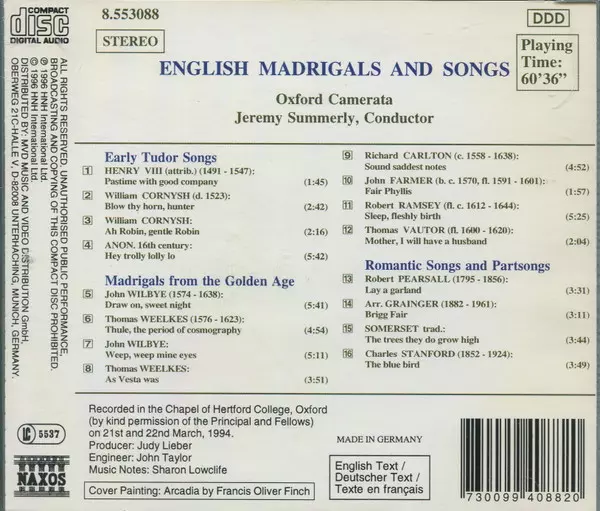 COMPACT
disc
DIGITAL AUDIO
8.553088
STEREO
DDD
Playing
Time:
60'36"
ENGLISH MADRIGALS AND SONGS
Oxford Camerata
Jeremy Summerly, Conductor
Early Tudor Songs
1 HENRY VIII (attrib.) (1491 - 1547):
Pastime with good company (1:45)
2 William CORNYSH (d. 1523):
Blow thy horn, hunter (2:42)
3 William CORNYSH:
Ah Robin, gentle Robin (2:16)
4 ANON. 16th century:
Hey trolly lolly lo (5:42)
Madrigals from the Golden Age
5 John WILBYE (1574 - 1638):
Draw on, sweet night (5:41)
6 Thomas WEELKES (1576 - 1623):
Thule, the period of cosmography (4:54)
7 John WILBYE:
Weep, weep mine eyes (5:11)
8 Thomas WEELKES:
As Vesta was (3:51)
9 Richard CARLTON (c. 1558 - 1638):
Sound saddest notes (4:52)
10 John FARMER (b. c. 1570, fl. 1591 - 1601):
Fair Phyllis (1:57)
11 Robert RAMSEY (fl. c. 1612 - 1644):
Sleep, fleshly birth (5:25)
12 Thomas VAUTOR (fl. 1600 - 1620):
Mother, I will have a husband (2:04)
Romantic Songs and Partsongs
13 Robert PEARSALL (1795 - 1856):
Lay a garland (3:31)
14 Arr. GRAINGER (1882 - 1961):
Brigg Fair (3:11)
15 SOMERSET trad.:
The trees they do grow high (3:44)
16 Charles STANFORD (1852 - 1924):
The blue bird (3:49)
Recorded in the Chapel of Hertford College, Oxford
(by kind permission of the Principal and Fellows)
on 21st and 22nd March, 1994.
Producer: Judy Lieber
Engineer: John Taylor
Music Notes: Sharon Lowclife
Cover Painting: Arcadia by Francis Oliver Finch
MADE IN GERMANY
English Text /
Deutscher Text /
Texte en français
7 30099 40882 0
ALL RIGHTS RESERVED. UNAUTHORISED PUBLIC PERFORMANCE,
BROADCASTING AND COPYING OF THIS COMPACT DISC PROHIBITED.
℗ 1996 HNH International Ltd.
© 1996 HNH International Ltd.
DISTRIBUTED BY: MVD MUSIC AND VIDEO DISTRIBUTION GmbH,
OBERWEG 21C-HALLE V, D-82008 UNTERHACHING, MUNICH, GERMANY.
LC 5537
NAXOS